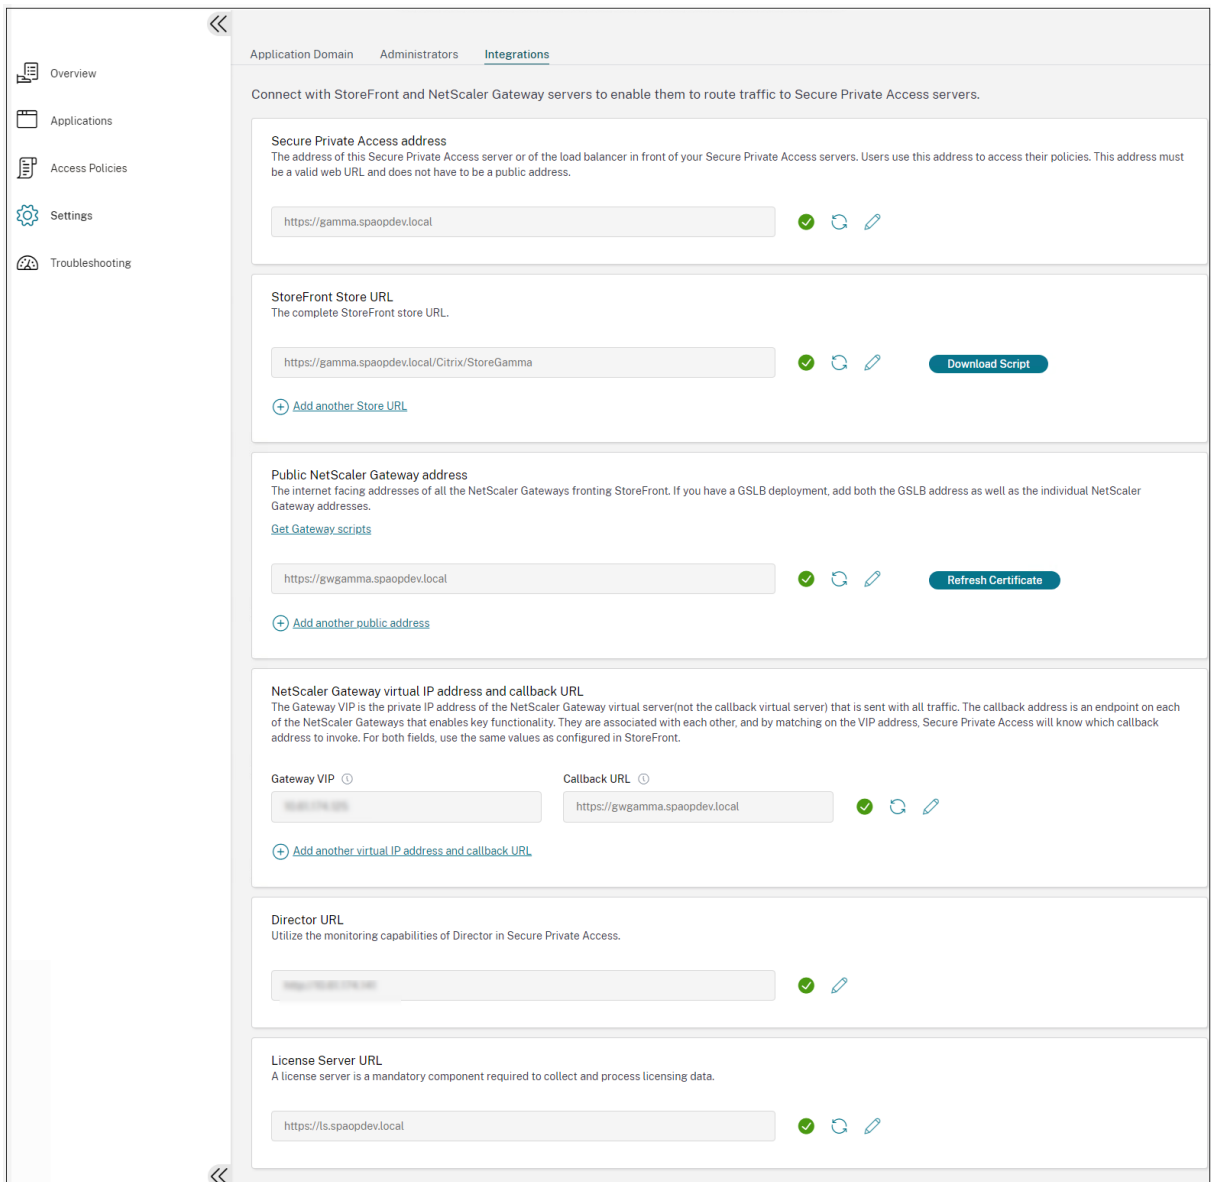 Overview
Applications
Access Policies
Settings
Troubleshooting
Application Domain Administrators Integrations
Connect with StoreFront and NetScaler Gateway servers to enable them to route traffic to Secure Private Access servers.
Secure Private Access address
The address of this Secure Private Access server or of the load balancer in front of your Secure Private Access servers. Users use this address to access their policies. This address must
be a valid web URL and does not have to be a public address.
https://gamma.spaopdev.local
StoreFront Store URL
The complete StoreFront store URL.
https://gamma.spaopdev.local/Citrix/StoreGamma
Download Script
Add another Store URL
Public NetScaler Gateway address
The internet facing addresses of all the NetScaler Gateways fronting StoreFront. If you have a GSLB deployment, add both the GSLB address as well as the individual NetScaler
Gateway addresses.
Get Gateway scripts
https://gwgamma.spaopdev.local
Refresh Certificate
Add another public address
NetScaler Gateway virtual IP address and callback URL
The Gateway VIP is the private IP address of the NetScaler Gateway virtual server(not the callback virtual server) that is sent with all traffic. The callback address is an endpoint on each
of the NetScaler Gateways that enables key functionality. They are associated with each other, and by matching on the VIP address, Secure Private Access will know which callback
address to invoke. For both fields, use the same values as configured in StoreFront.
Gateway VIP Callback URL
https://gwgamma.spaopdev.local
Add another virtual IP address and callback URL
Director URL
Utilize the monitoring capabilities of Director in Secure Private Access.
License Server URL
A license server is a mandatory component required to collect and process licensing data.
https://ls.spaopdev.local